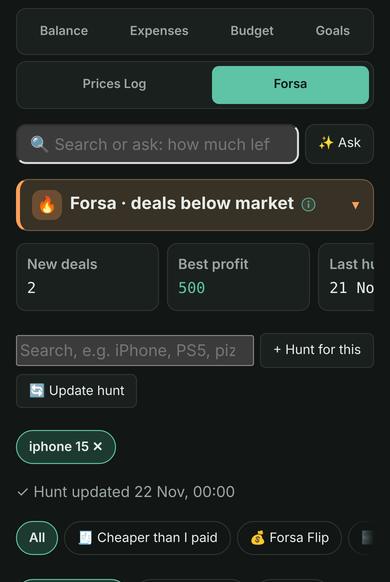 Balance Expenses Budget Goals
Prices Log Forsa
🔍 Search or ask: how much lef
✨ Ask
🔥 Forsa · deals below market ⓘ ▼
New deals Best profit Last hu
2 500 21 No
Search, e.g. iPhone, PS5, piz
+ Hunt for this
🔄 Update hunt
iphone 15 ✕
✓ Hunt updated 22 Nov, 00:00
All 🧾 Cheaper than I paid 💰 Forsa Flip